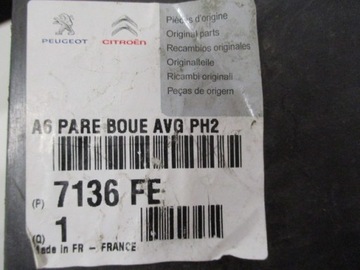 PEUGEOT CITROËN
Pièces d'origine
Original parts
Recambios originales
Originalteile
Ricambi originali
Peças de origem
A6 PARE BOUE AVG PH2
(P) 7136 FE
(Q) 1
Made in FR - FRANCE